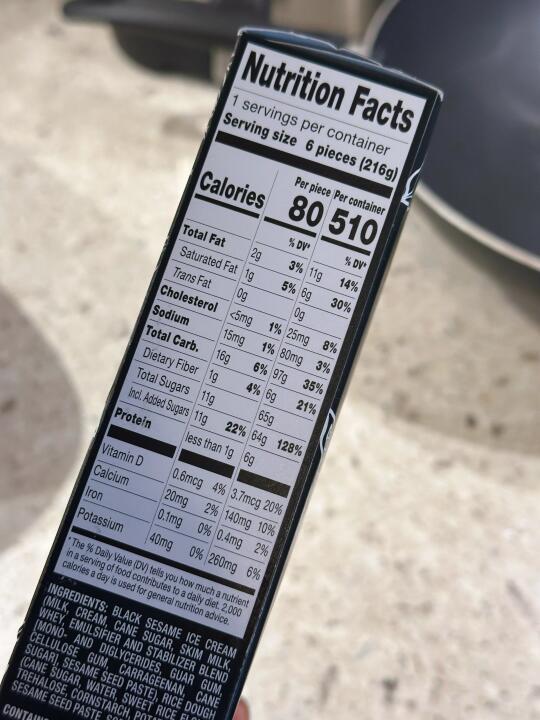 Nutrition Facts
1 servings per container
Serving size 6 pieces (216g)
Calories Per piece 80 Per container 510
% DV* % DV*
Total Fat 2g 3% 11g 14%
Saturated Fat 1g 5% 6g 30%
Trans Fat 0g 0g
Cholesterol <5mg 1% 25mg 8%
Sodium 15mg 1% 80mg 3%
Total Carb. 16g 6% 97g 35%
Dietary Fiber 1g 4% 6g 21%
Total Sugars 11g 65g
Incl. Added Sugars 11g 22% 64g 128%
Protein less than 1g 6g
Vitamin D 0.6mcg 4% 3.7mcg 20%
Calcium 20mg 2% 140mg 10%
Iron 0.1mg 0% 0.4mg 2%
Potassium 40mg 0% 260mg 6%
*The % Daily Value (DV) tells you how much a nutrient
in a serving of food contributes to a daily diet. 2,000
calories a day is used for general nutrition advice.
INGREDIENTS: BLACK SESAME ICE CREAM
(MILK, CREAM, CANE SUGAR, SKIM MILK,
WHEY, EMULSIFIER AND STABILIZER BLEND
MONO- AND DIGLYCERIDES, GUAR GUM,
CELLULOSE GUM, CARRAGEENAN, CANE
SUGAR), SESAME SEED PASTE), RICE DOUGH
(CANE SUGAR, WATER, SWEET RICE FL
TREHALOSE, CORNSTARCH, POTAT
SESAME SEED PASTE,
CONTAINS